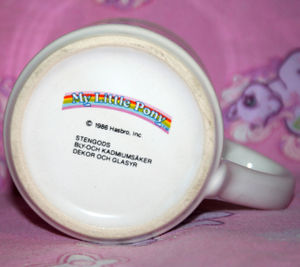 My Little Pony
© 1986 Hasbro, Inc.
STENGODS
BLY-OCH KADMIUMSÄKER
DEKOR OCH GLASYR